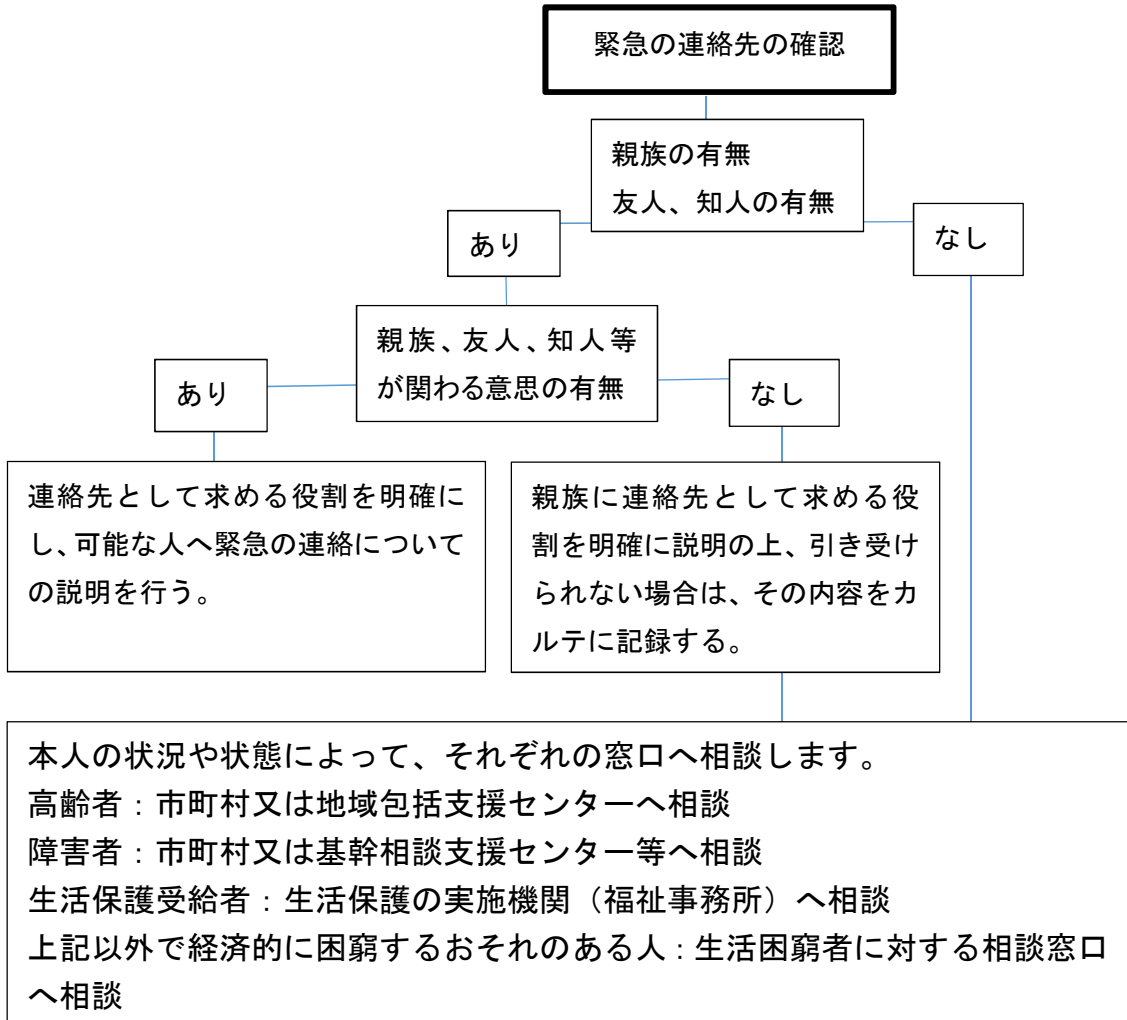 緊急の連絡先の確認
親族の有無
友人、知人の有無
あり
なし
親族、友人、知人等
が関わる意思の有無
あり
なし
連絡先として求める役割を明確に
し、可能な人へ緊急の連絡について
の説明を行う。
親族に連絡先として求める役
割を明確に説明の上、引き受け
られない場合は、その内容をカ
ルテに記録する。
本人の状況や状態によって、それぞれの窓口へ相談します。
高齢者：市町村又は地域包括支援センターへ相談
障害者：市町村又は基幹相談支援センター等へ相談
生活保護受給者：生活保護の実施機関（福祉事務所）へ相談
上記以外で経済的に困窮するおそれのある人：生活困窮者に対する相談窓口
へ相談